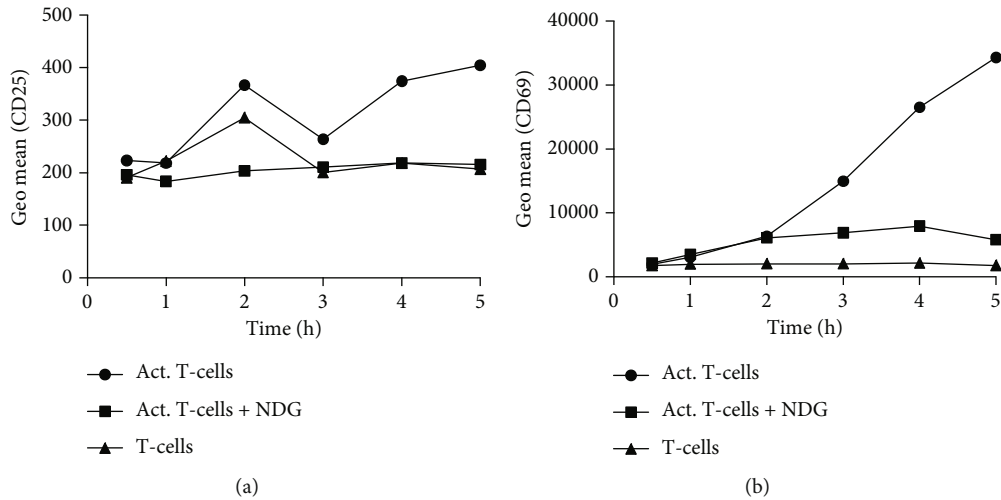 500
400
300
200
100
0
Geo mean (CD25)
0 1 2 3 4 5
Time (h)
Act. T-cells
Act. T-cells + NDG
T-cells
(a)
40000
30000
20000
10000
0
Geo mean (CD69)
0 1 2 3 4 5
Time (h)
Act. T-cells
Act. T-cells + NDG
T-cells
(b)